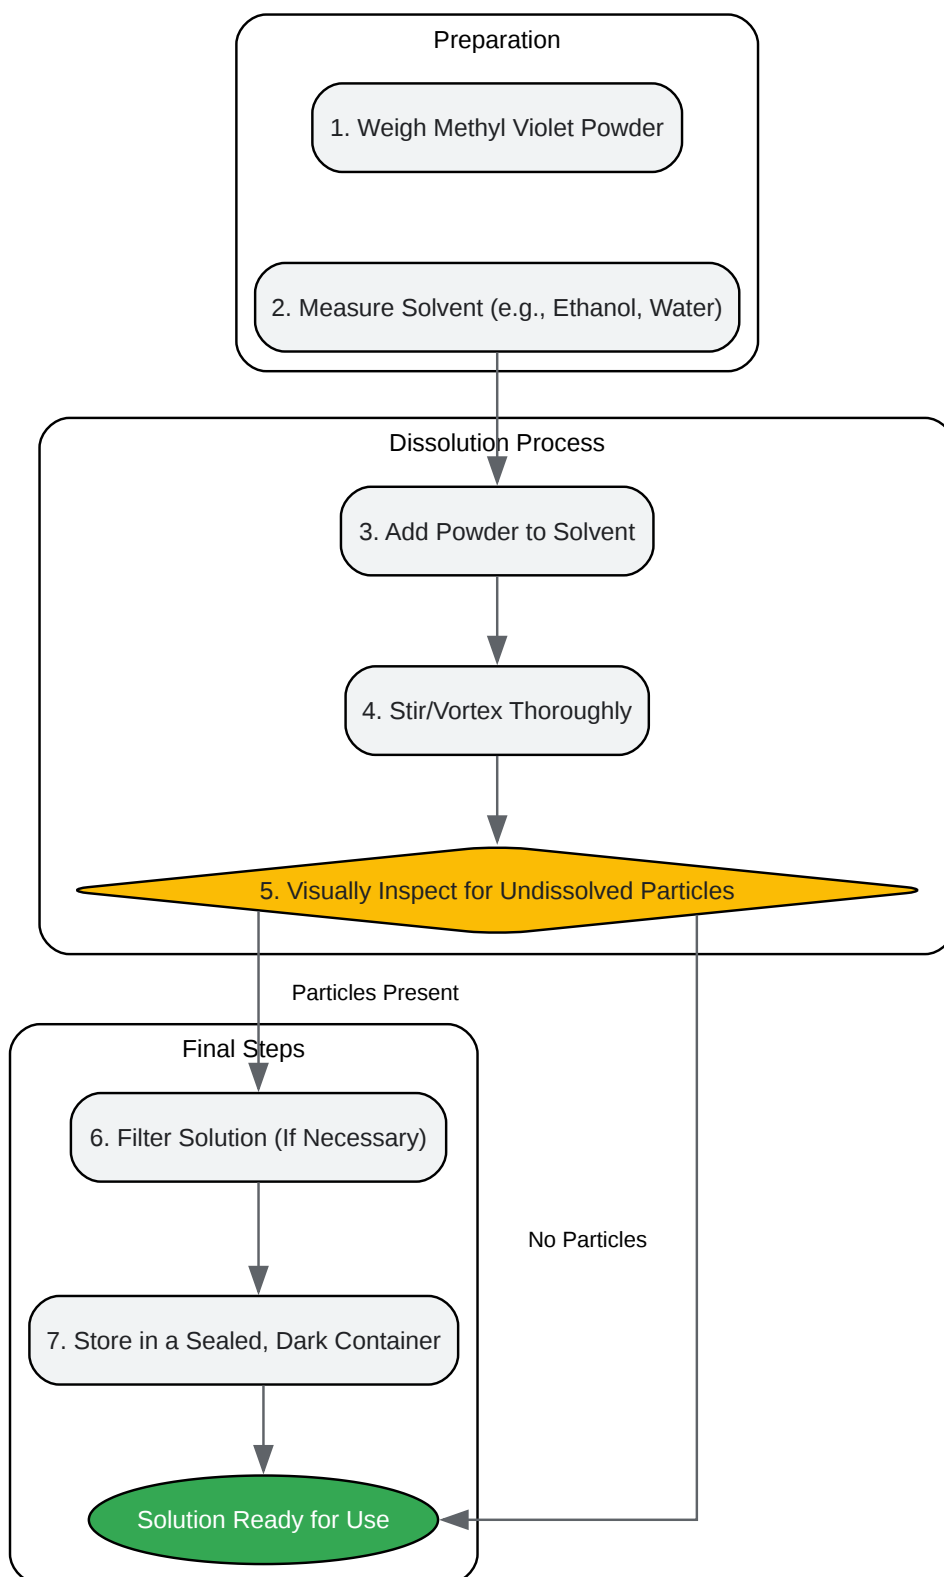 Preparation
1. Weigh Methyl Violet Powder
2. Measure Solvent (e.g., Ethanol, Water)
Dissolution Process
3. Add Powder to Solvent
4. Stir/Vortex Thoroughly
5. Visually Inspect for Undissolved Particles
Particles Present
Final Steps
6. Filter Solution (If Necessary)
No Particles
7. Store in a Sealed, Dark Container
Solution Ready for Use